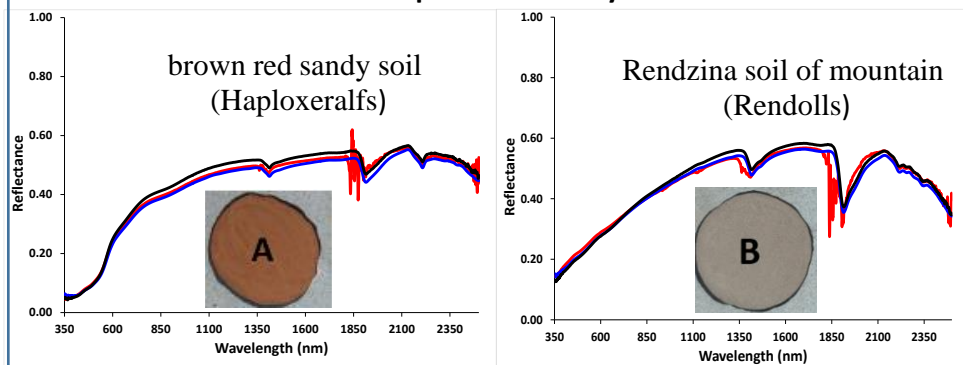 1.00
0.80
0.60
0.40
0.20
0.00
Reflectance
brown red sandy soil
(Haploxeralfs)
A
350 600 850 1100 1350 1600 1850 2100 2350
Wavelength (nm)
1.00
0.80
0.60
0.40
0.20
0.00
Reflectance
Rendzina soil of mountain
(Rendolls)
B
350 600 850 1100 1350 1600 1850 2100 2350
Wavelength (nm)